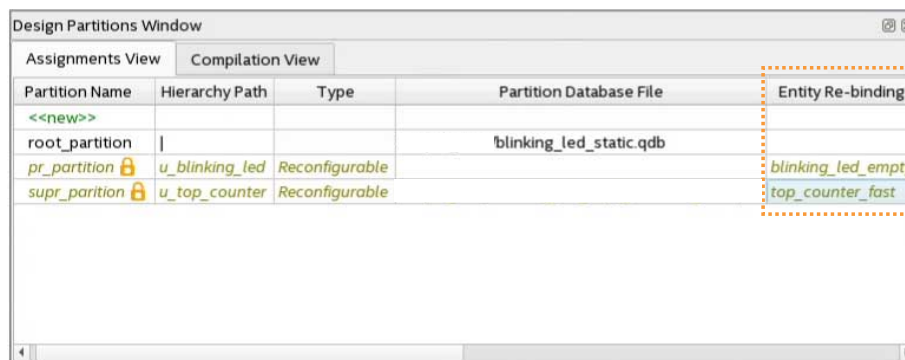 Design Partitions Window
Assignments View Compilation View
Partition Name Hierarchy Path Type Partition Database File Entity Re-binding
<<new>>
root_partition | blinking_led_static.qdb
pr_partition u_blinking_led Reconfigurable blinking_led_empt
supr_parition u_top_counter Reconfigurable top_counter_fast